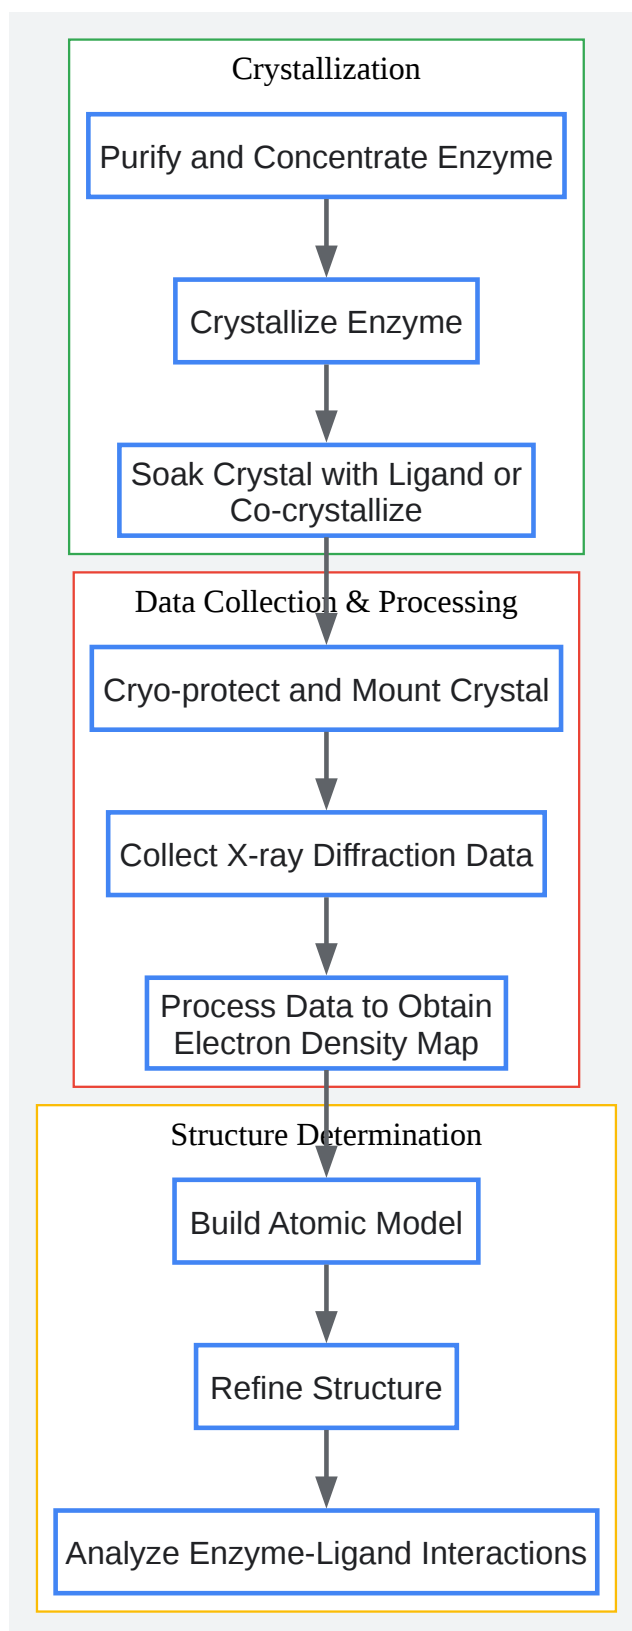 Crystallization
Purify and Concentrate Enzyme
Crystallize Enzyme
Soak Crystal with Ligand or
Co-crystallize
Data Collection & Processing
Cryo-protect and Mount Crystal
Collect X-ray Diffraction Data
Process Data to Obtain
Electron Density Map
Structure Determination
Build Atomic Model
Refine Structure
Analyze Enzyme-Ligand Interactions